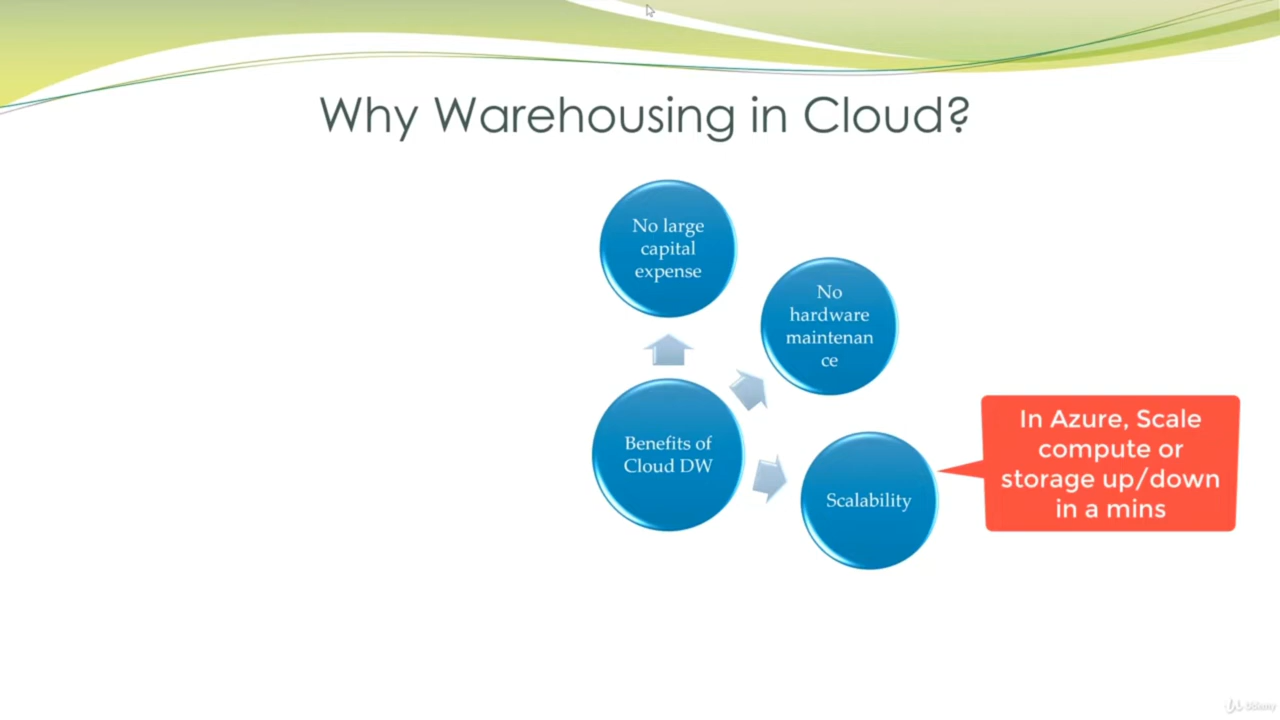 Why Warehousing in Cloud?
No large
capital
expense
No
hardware
maintenan
ce
Benefits of
Cloud DW
Scalability
In Azure, Scale
compute or
storage up/down
in a mins
Udemy